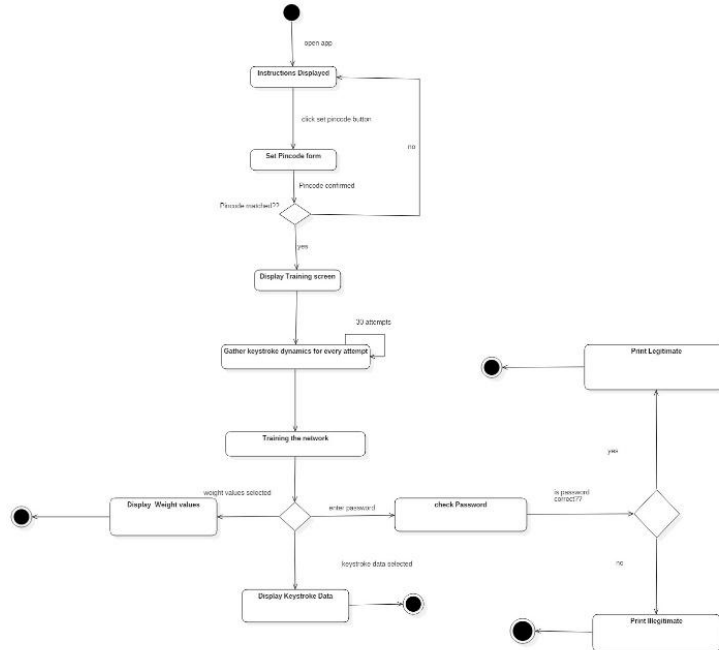 open app
Instructions Displayed
click set pincode button
no
Set Pincode form
Pincode confirmed
Pincode matched??
yes
Display Training screen
33 attempts
Gather keystroke dynamics for every attempt
Print Legitimate
Training the network
yes
weight values selected
is password
correct??
Display Weight values
enter password
check Password
keystroke data selected
no
Display Keystroke Data
Print Illegitimate